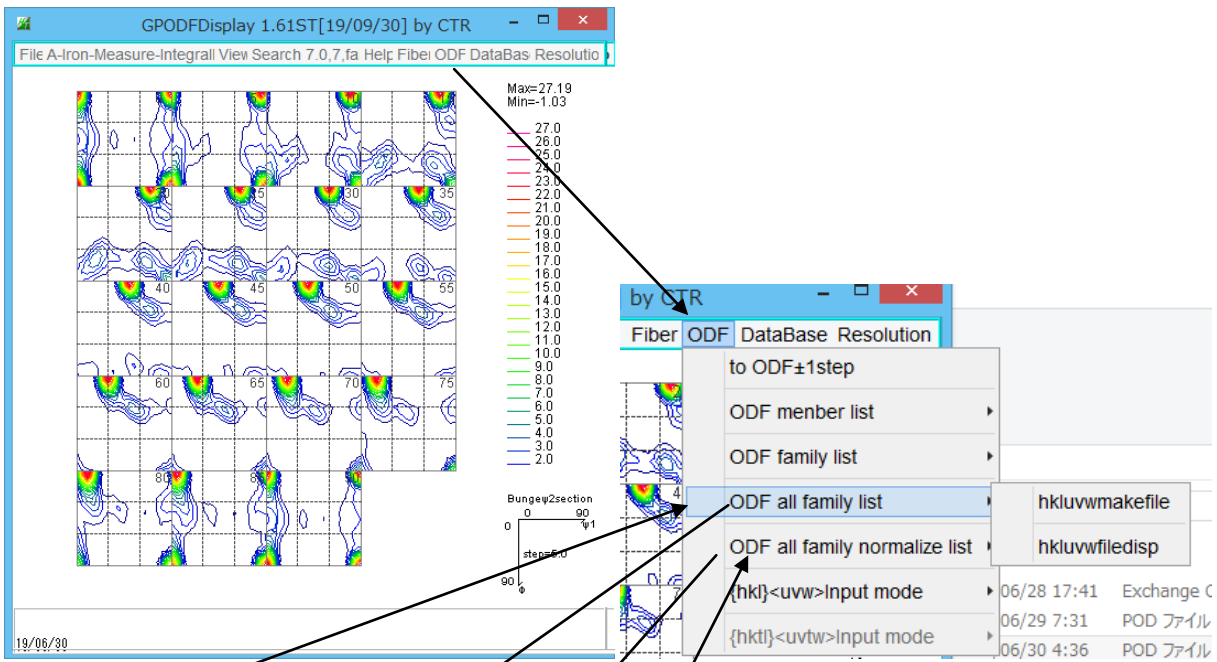 GPODFDisplay 1.61ST[19/09/30] by CTR
File A-Iron-Measure-Integrall View Search 7.0,7,fa Help Fiber ODF DataBas Resolutio
Max=27.19
Min=-1.03
27.0
26.0
25.0
24.0
23.0
22.0
21.0
20.0
19.0
18.0
17.0
16.0
15.0
14.0
13.0
12.0
11.0
10.0
9.0
8.0
7.0
6.0
5.0
4.0
3.0
2.0
30 35
40 45 50 55
60 65 70 75
80
Bungeψ2section
0 90
0 ψ1
step=5.0
90
Φ
19/06/30
by CTR
Fiber ODF DataBase Resolution
to ODF±1step
ODF menber list
ODF family list
ODF all family list
hkluvwmakefile
ODF all family normalize list
hkluvwfiledisp
{hkl}<uvw>Input mode
06/28 17:41 Exchange
06/29 7:31 POD ファイル
{hktl}<uvtw>Input mode
06/30 4:36 POD ファイル